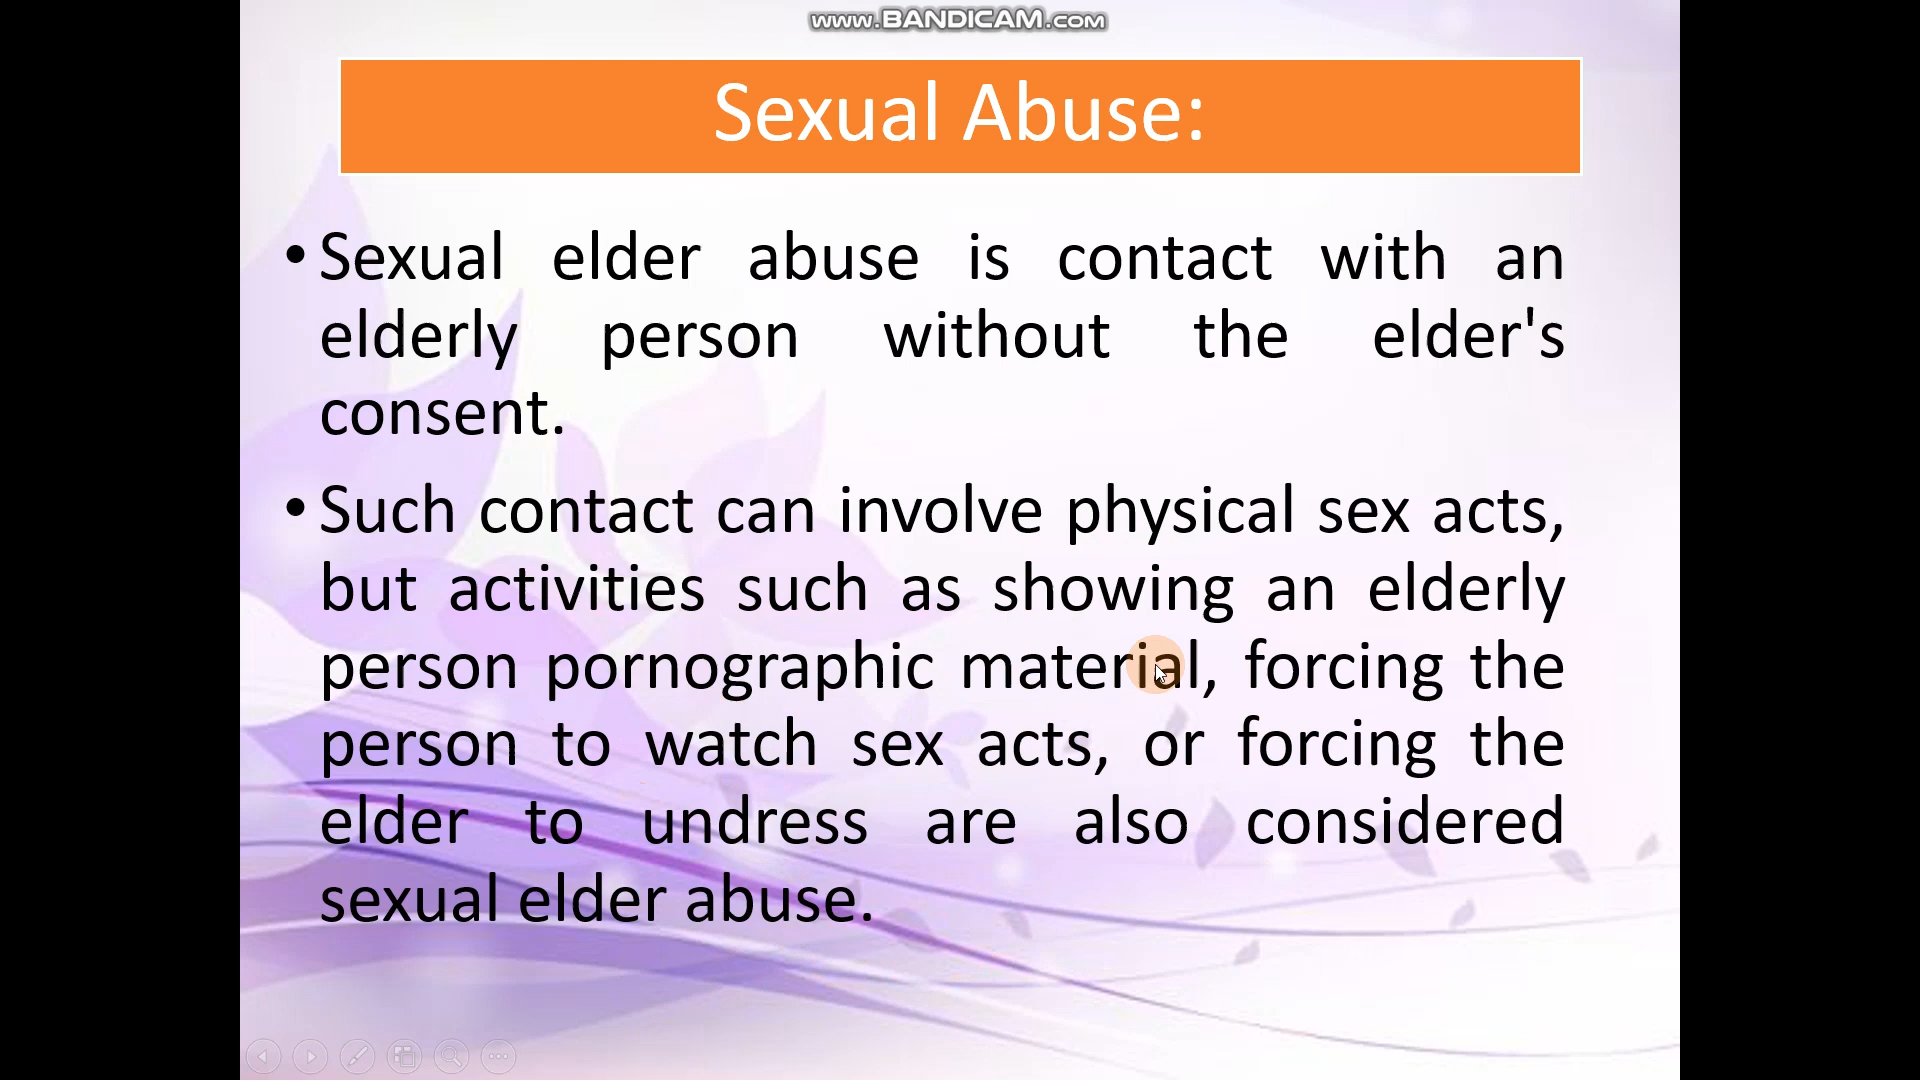 www.BANDICAM.com
Sexual Abuse:
• Sexual elder abuse is contact with an
elderly person without the elder's
consent.
• Such contact can involve physical sex acts,
but activities such as showing an elderly
person pornographic material, forcing the
person to watch sex acts, or forcing the
elder to undress are also considered
sexual elder abuse.